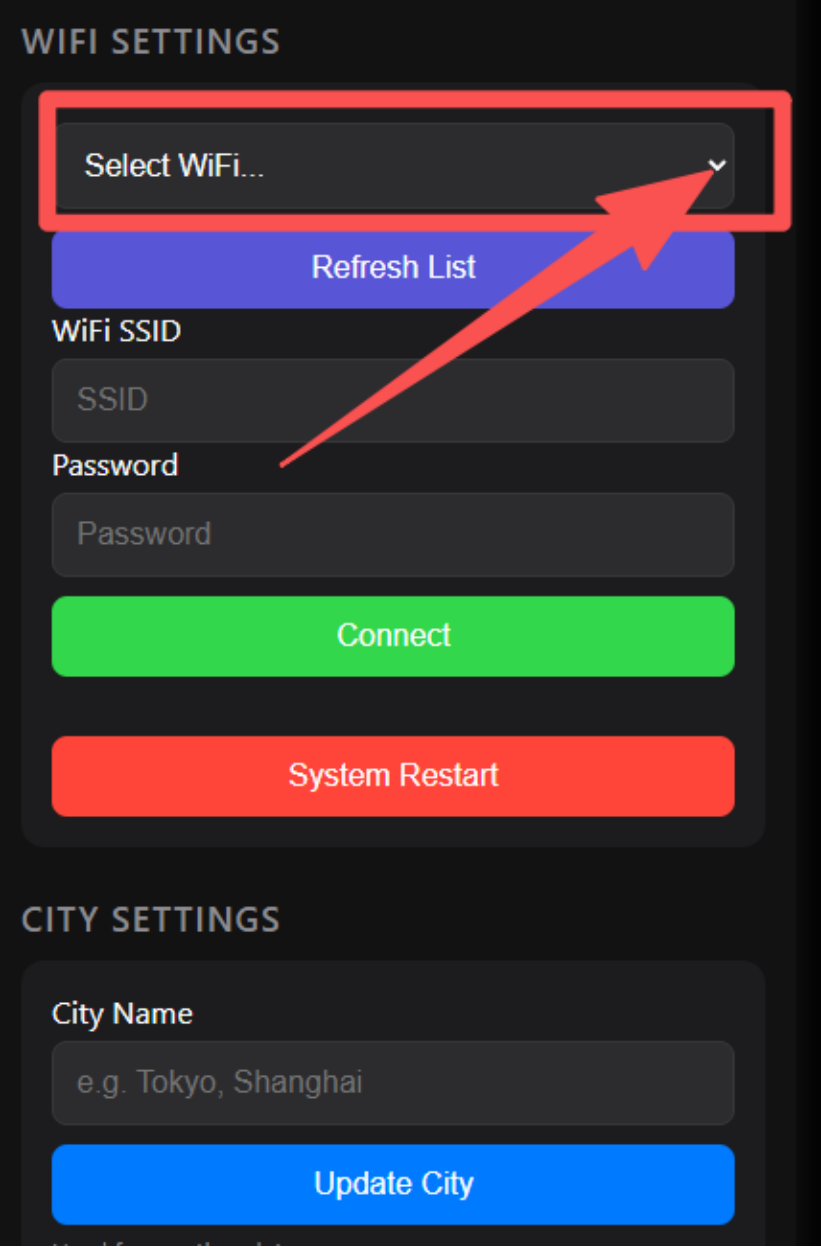 WIFI SETTINGS
Select WiFi...
Refresh List
WiFi SSID
SSID
Password
Password
Connect
System Restart
CITY SETTINGS
City Name
e.g. Tokyo, Shanghai
Update City